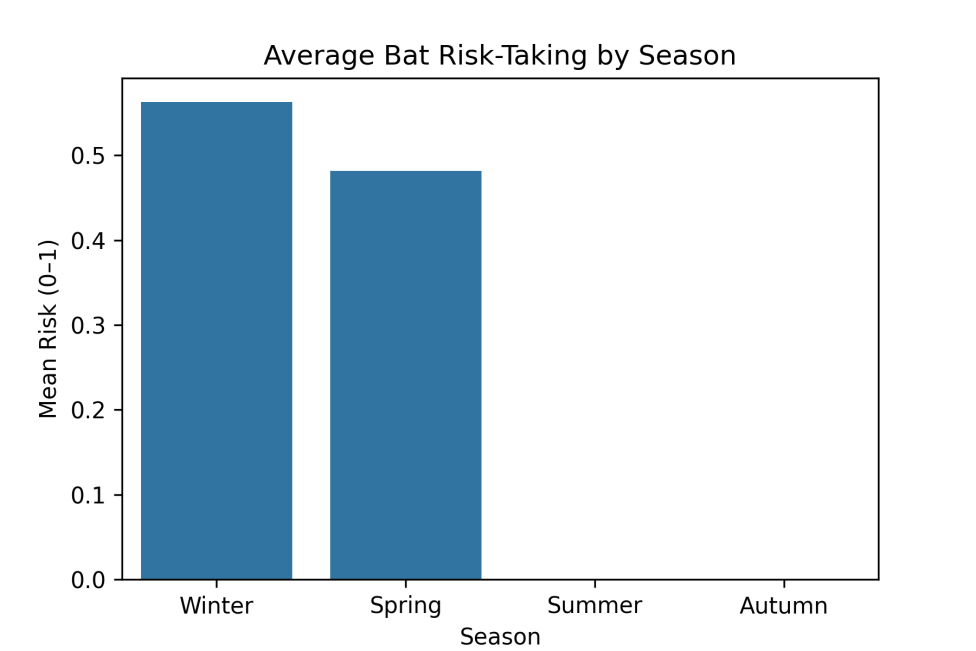 Average Bat Risk-Taking by Season
Mean Risk (0–1)
0.5
0.4
0.3
0.2
0.1
0.0
Winter Spring Summer Autumn
Season